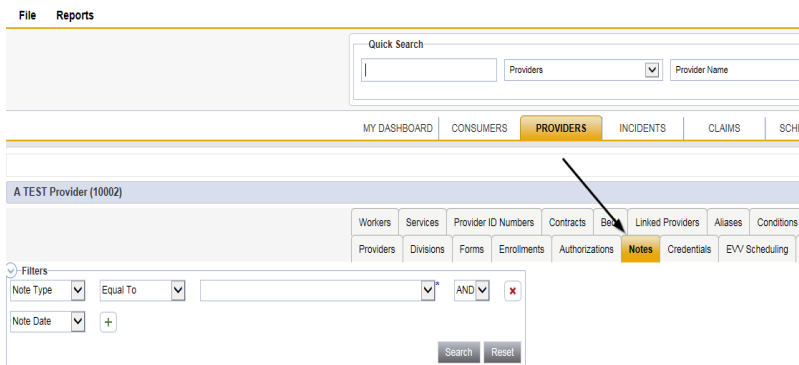 File Reports
Quick Search
Providers Provider Name
MY DASHBOARD CONSUMERS PROVIDERS INCIDENTS CLAIMS
A TEST Provider (10002)
Workers Services Provider ID Numbers Contracts Linked Providers Aliases Conditions
Providers Divisions Forms Enrollments Authorizations Notes Credentials EVV Scheduling
Filters
Note Type Equal To * AND
Note Date
Search Reset